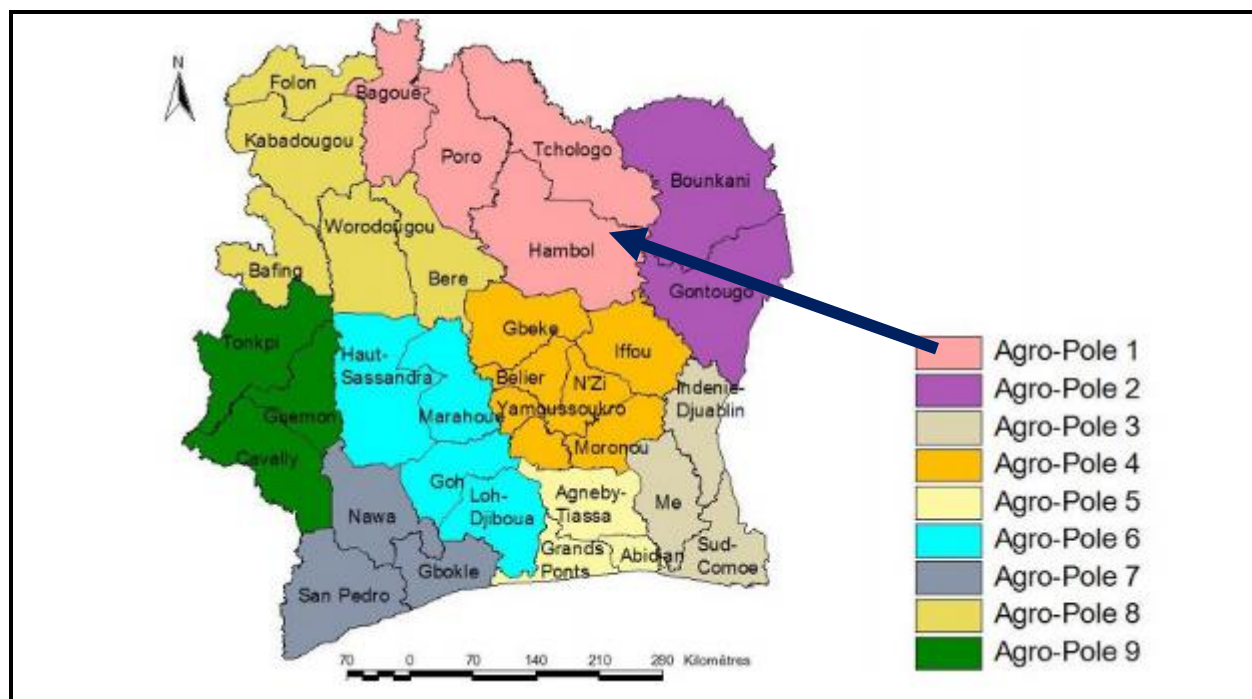 N
Folon
Bagoué
Kabadougou
Poro
Tchologo
Bounkani
Worodougou
Hambol
Bafing
Bere
Gontougo
Gbeke
Tonkpi
Haut-
Sassandra
Iffou
Belier
N'Zi
Indenie-
Djuablin
Marahoue
Yamoussoukro
Guemon
Moronou
Cavally
Goh
Loh-
Djiboua
Agneby-
Tiassa
Me
Nawa
Grands
Ponts
Abidjan
Sud-
Comoe
Gbokle
San Pedro
70 0 70 140 210 280 Kilomètres
Agro-Pole 1
Agro-Pole 2
Agro-Pole 3
Agro-Pole 4
Agro-Pole 5
Agro-Pole 6
Agro-Pole 7
Agro-Pole 8
Agro-Pole 9